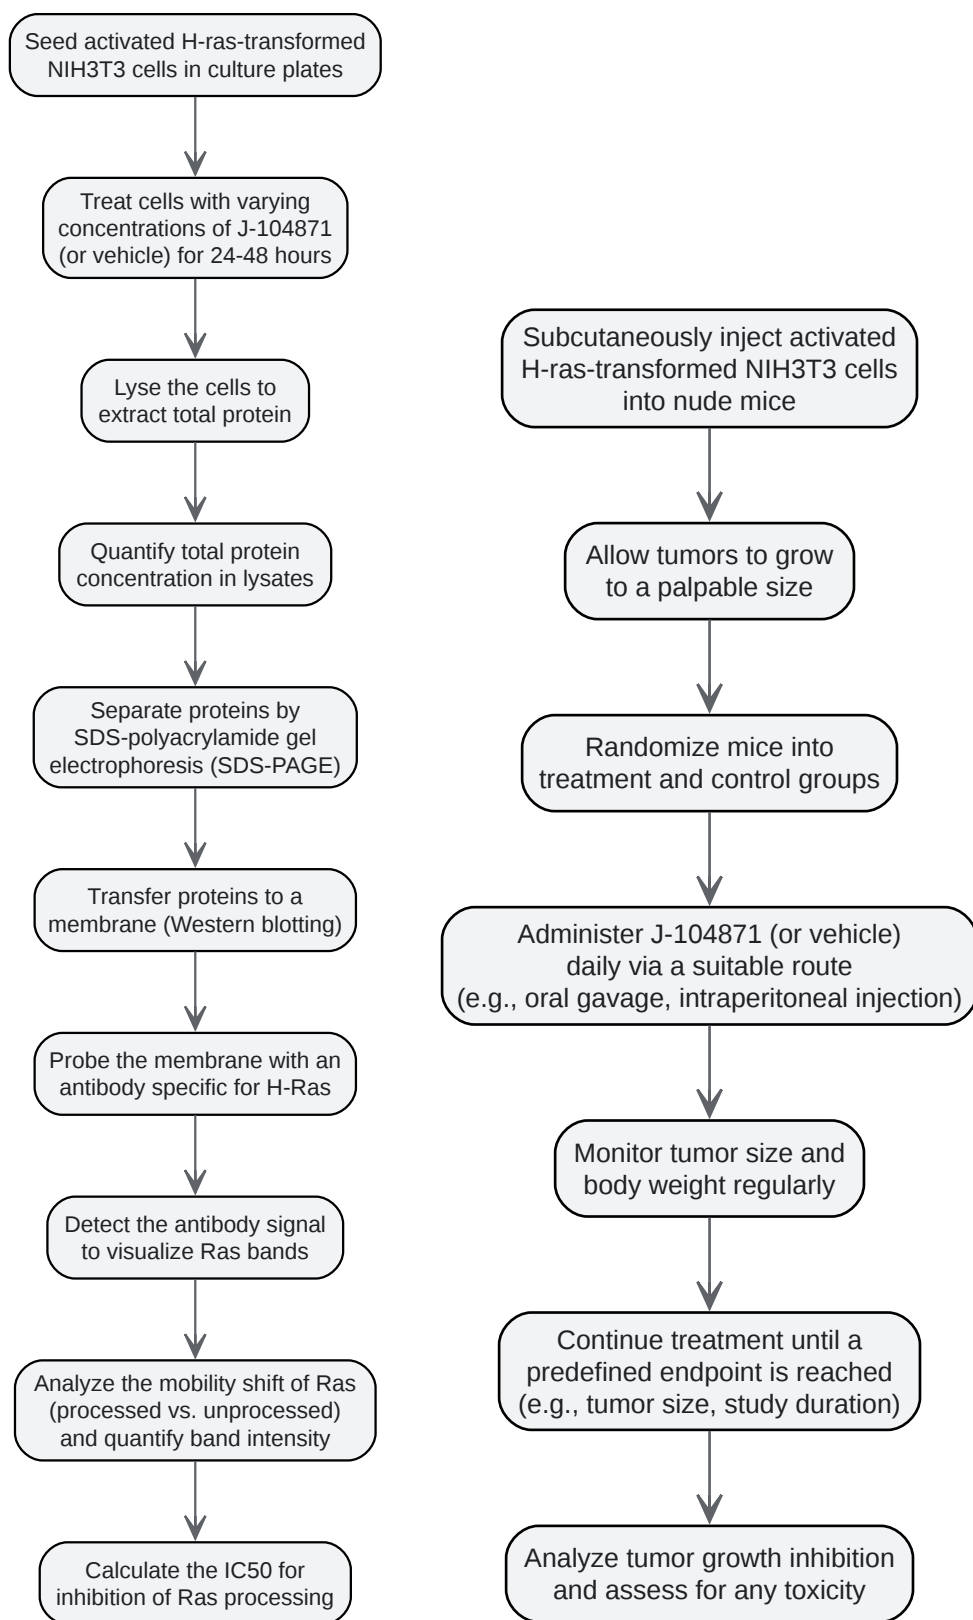 Seed activated H-ras-transformed
NIH3T3 cells in culture plates
Treat cells with varying
concentrations of J-104871
(or vehicle) for 24-48 hours
Lyse the cells to
extract total protein
Quantify total protein
concentration in lysates
Separate proteins by
SDS-polyacrylamide gel
electrophoresis (SDS-PAGE)
Transfer proteins to a
membrane (Western blotting)
Probe the membrane with an
antibody specific for H-Ras
Detect the antibody signal
to visualize Ras bands
Analyze the mobility shift of Ras
(processed vs. unprocessed)
and quantify band intensity
Calculate the IC50 for
inhibition of Ras processing
Subcutaneously inject activated
H-ras-transformed NIH3T3 cells
into nude mice
Allow tumors to grow
to a palpable size
Randomize mice into
treatment and control groups
Administer J-104871 (or vehicle)
daily via a suitable route
(e.g., oral gavage, intraperitoneal injection)
Monitor tumor size and
body weight regularly
Continue treatment until a
predefined endpoint is reached
(e.g., tumor size, study duration)
Analyze tumor growth inhibition
and assess for any toxicity